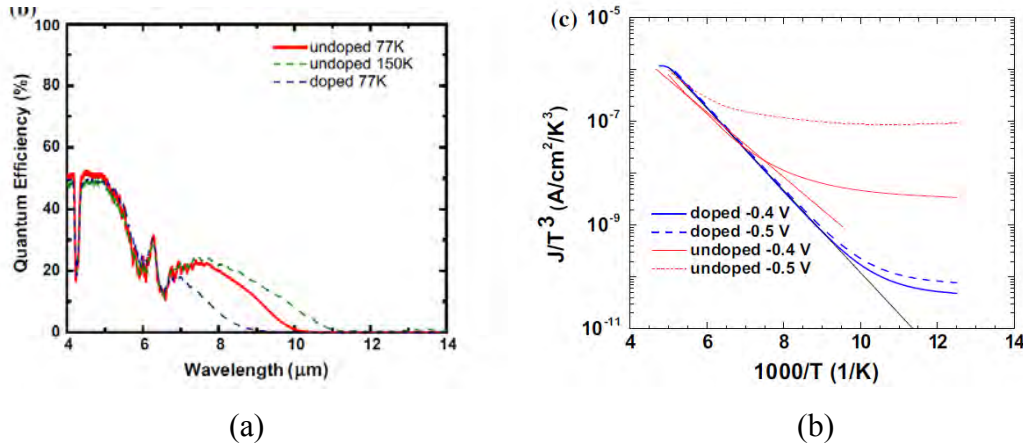 (b)
100
80
60
40
20
0
Quantum Efficiency (%)
undoped 77K
undoped 150K
doped 77K
4 6 8 10 12 14
Wavelength (μm)
(a)
(c)
10⁻⁵
10⁻⁷
10⁻⁹
10⁻¹¹
J/T³ (A/cm²/K³)
doped -0.4 V
doped -0.5 V
undoped -0.4 V
undoped -0.5 V
4 6 8 10 12 14
1000/T (1/K)
(b)